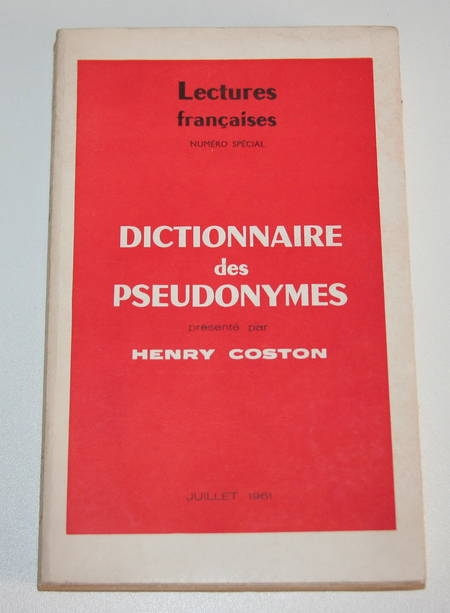 Lectures
françaises
NUMÉRO SPÉCIAL
DICTIONNAIRE
des
PSEUDONYMES
présenté par
HENRY COSTON
JUILLET 1961